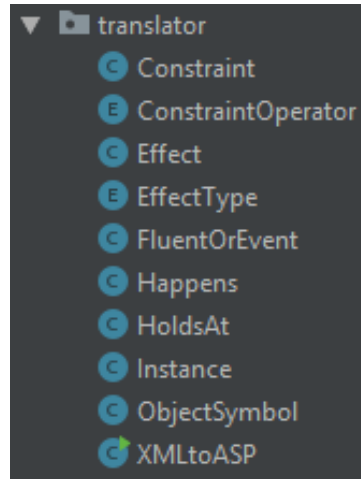 translator
C Constraint
E ConstraintOperator
C Effect
E EffectType
C FluentOrEvent
C Happens
C HoldsAt
C Instance
C ObjectSymbol
C XMLtoASP